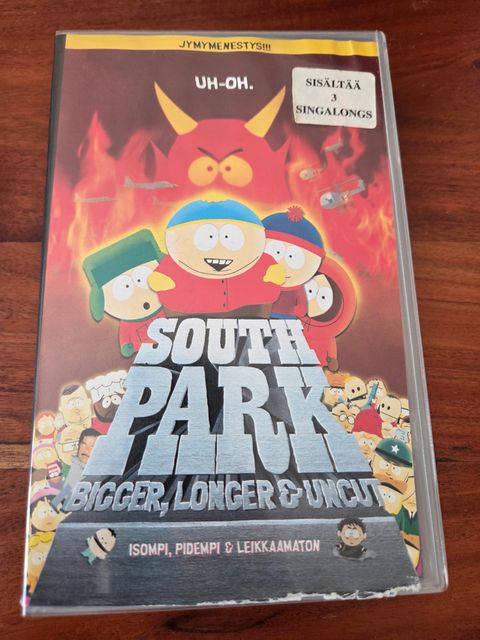 JYMYMENESTYS!!!
UH-OH.
SISÄLTÄÄ
3
SINGALONGS
SOUTH
PARK
BIGGER, LONGER & UNCUT
ISOMPI, PIDEMPI & LEIKKAAMATON